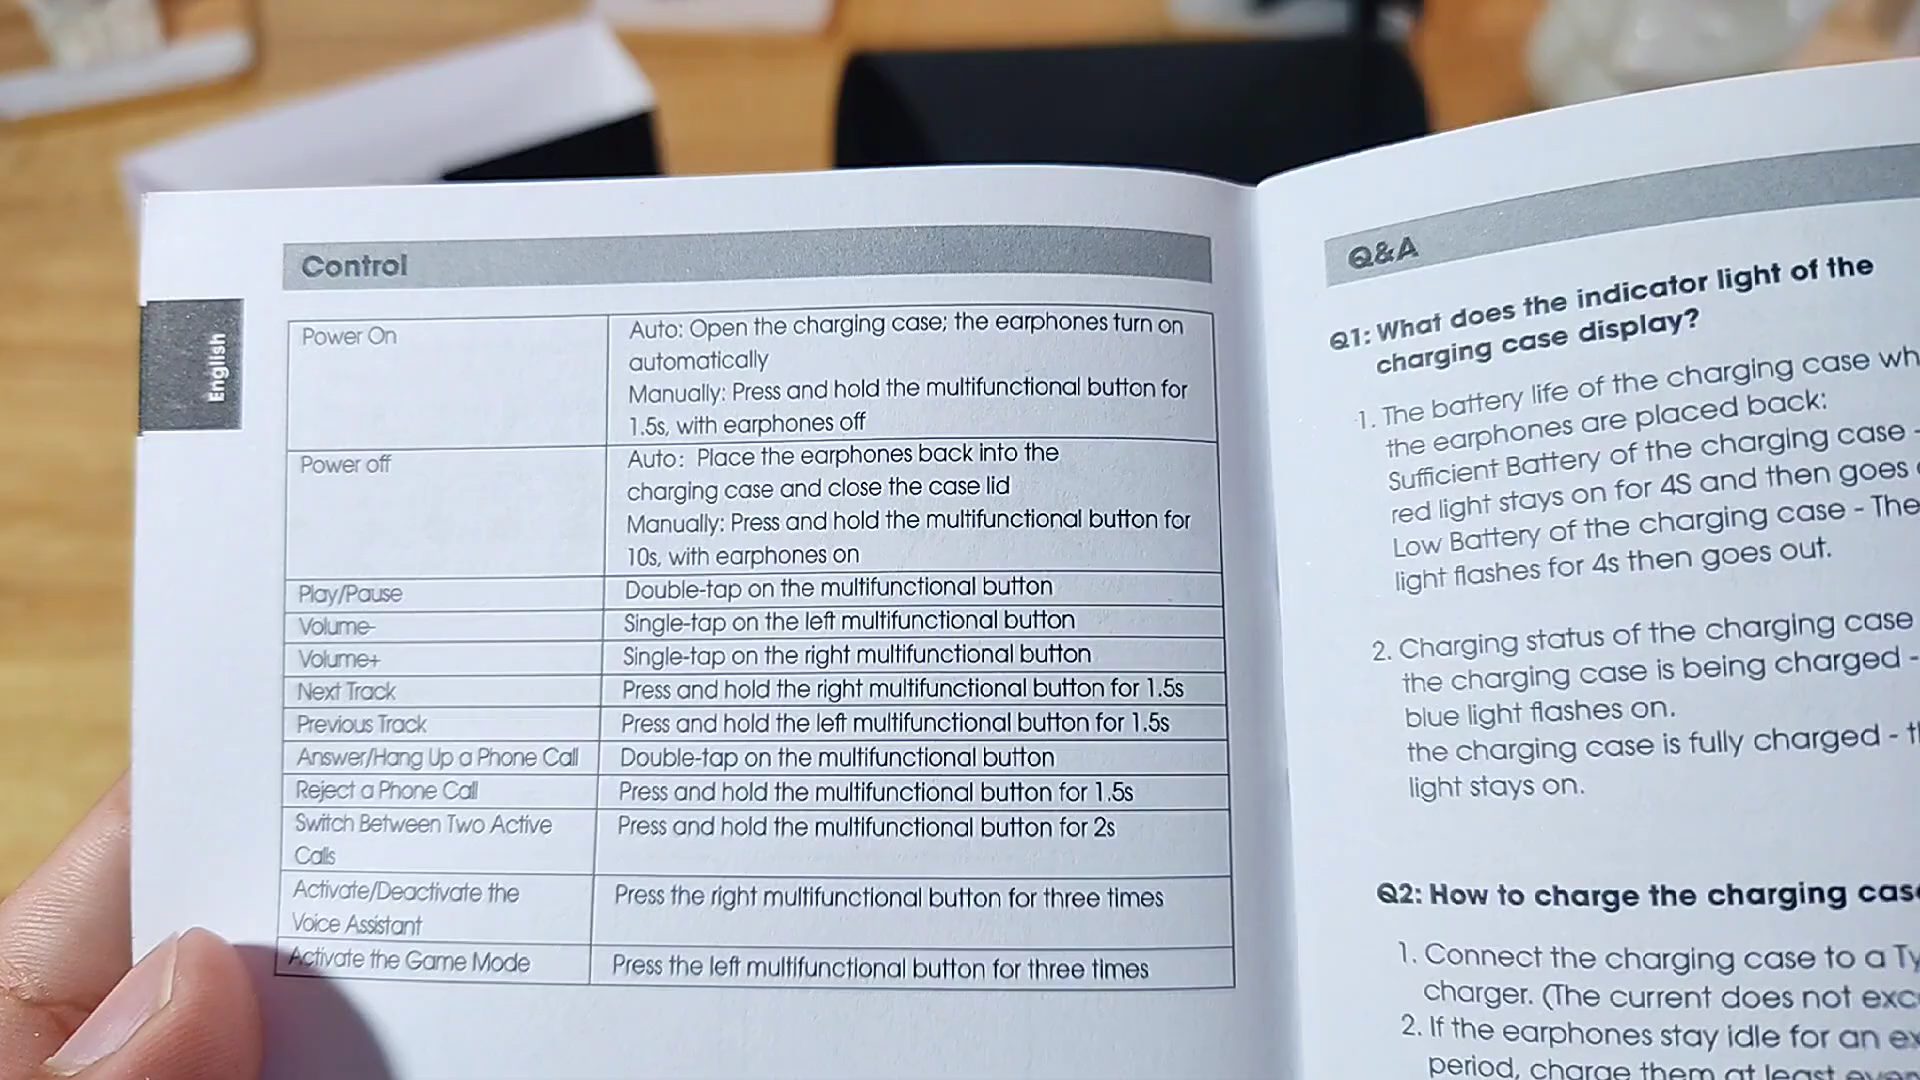 English
Control
Power On
Auto: Open the charging case; the earphones turn on
automatically
Manually: Press and hold the multifunctional button for
1.5s, with earphones off
Power off
Auto: Place the earphones back into the
charging case and close the case lid
Manually: Press and hold the multifunctional button for
10s, with earphones on
Play/Pause
Double-tap on the multifunctional button
Volume-
Single-tap on the left multifunctional button
Volume+
Single-tap on the right multifunctional button
Next Track
Press and hold the right multifunctional button for 1.5s
Previous Track
Press and hold the left multifunctional button for 1.5s
Answer/Hang Up a Phone Call
Double-tap on the multifunctional button
Reject a Phone Call
Press and hold the multifunctional button for 1.5s
Switch Between Two Active
Calls
Press and hold the multifunctional button for 2s
Activate/Deactivate the
Voice Assistant
Press the right multifunctional button for three times
Activate the Game Mode
Press the left multifunctional button for three times
Q&A
Q1: What does the indicator light of the
charging case display?
1. The battery life of the charging case
the earphones are placed back:
Sufficient Battery of the charging case -
red light stays on for 4S and then goes
Low Battery of the charging case - The
light flashes for 4s then goes out.
2. Charging status of the charging case
the charging case is being charged -
blue light flashes on.
the charging case is fully charged -
light stays on.
Q2: How to charge the charging
1. Connect the charging case to a
charger. (The current does not
2. If the earphones stay idle for an
period, charge them at least